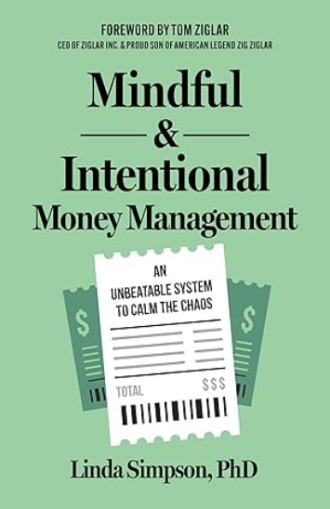 FOREWORD BY TOM ZIGLAR
CEO OF ZIGLAR INC. & PROUD SON OF AMERICAN LEGEND ZIG ZIGLAR
Mindful
&
Intentional
Money Management
AN
UNBEATABLE SYSTEM
TO CALM THE CHAOS
$
$
TOTAL
$$$
Linda Simpson, PhD